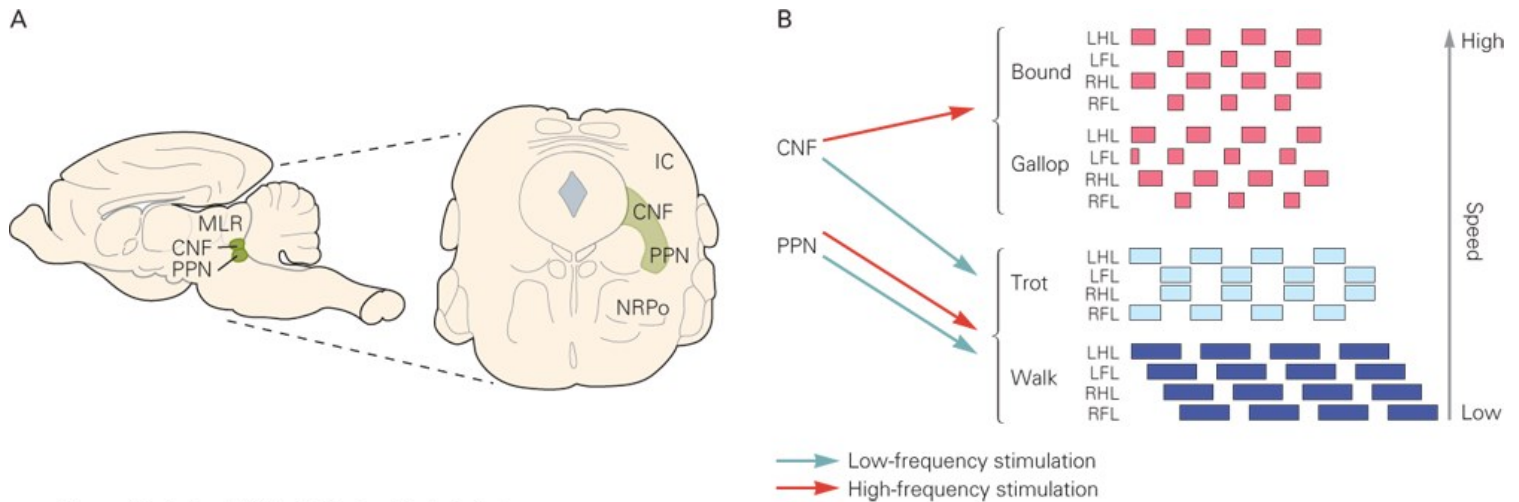 A
MLR
CNF
PPN
IC
CNF
PPN
NRPo
B
CNF
PPN
Bound
LHL
LFL
RHL
RFL
Gallop
LHL
LFL
RHL
RFL
Trot
LHL
LFL
RHL
RFL
Walk
LHL
LFL
RHL
RFL
High
Speed
Low
Low-frequency stimulation
High-frequency stimulation